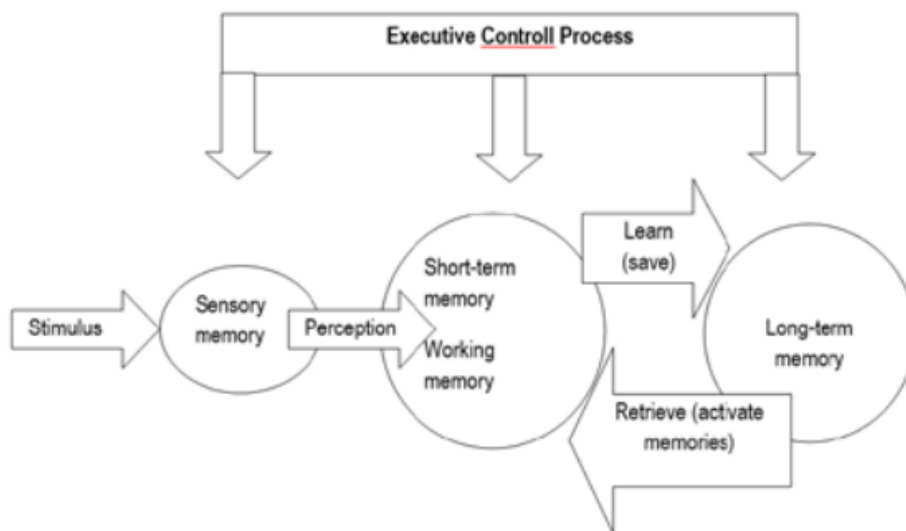 Executive Controll Process
Stimulus
Sensory
memory
Perception
Short-term
memory
Working
memory
Learn
(save)
Retrieve (activate
memories)
Long-term
memory